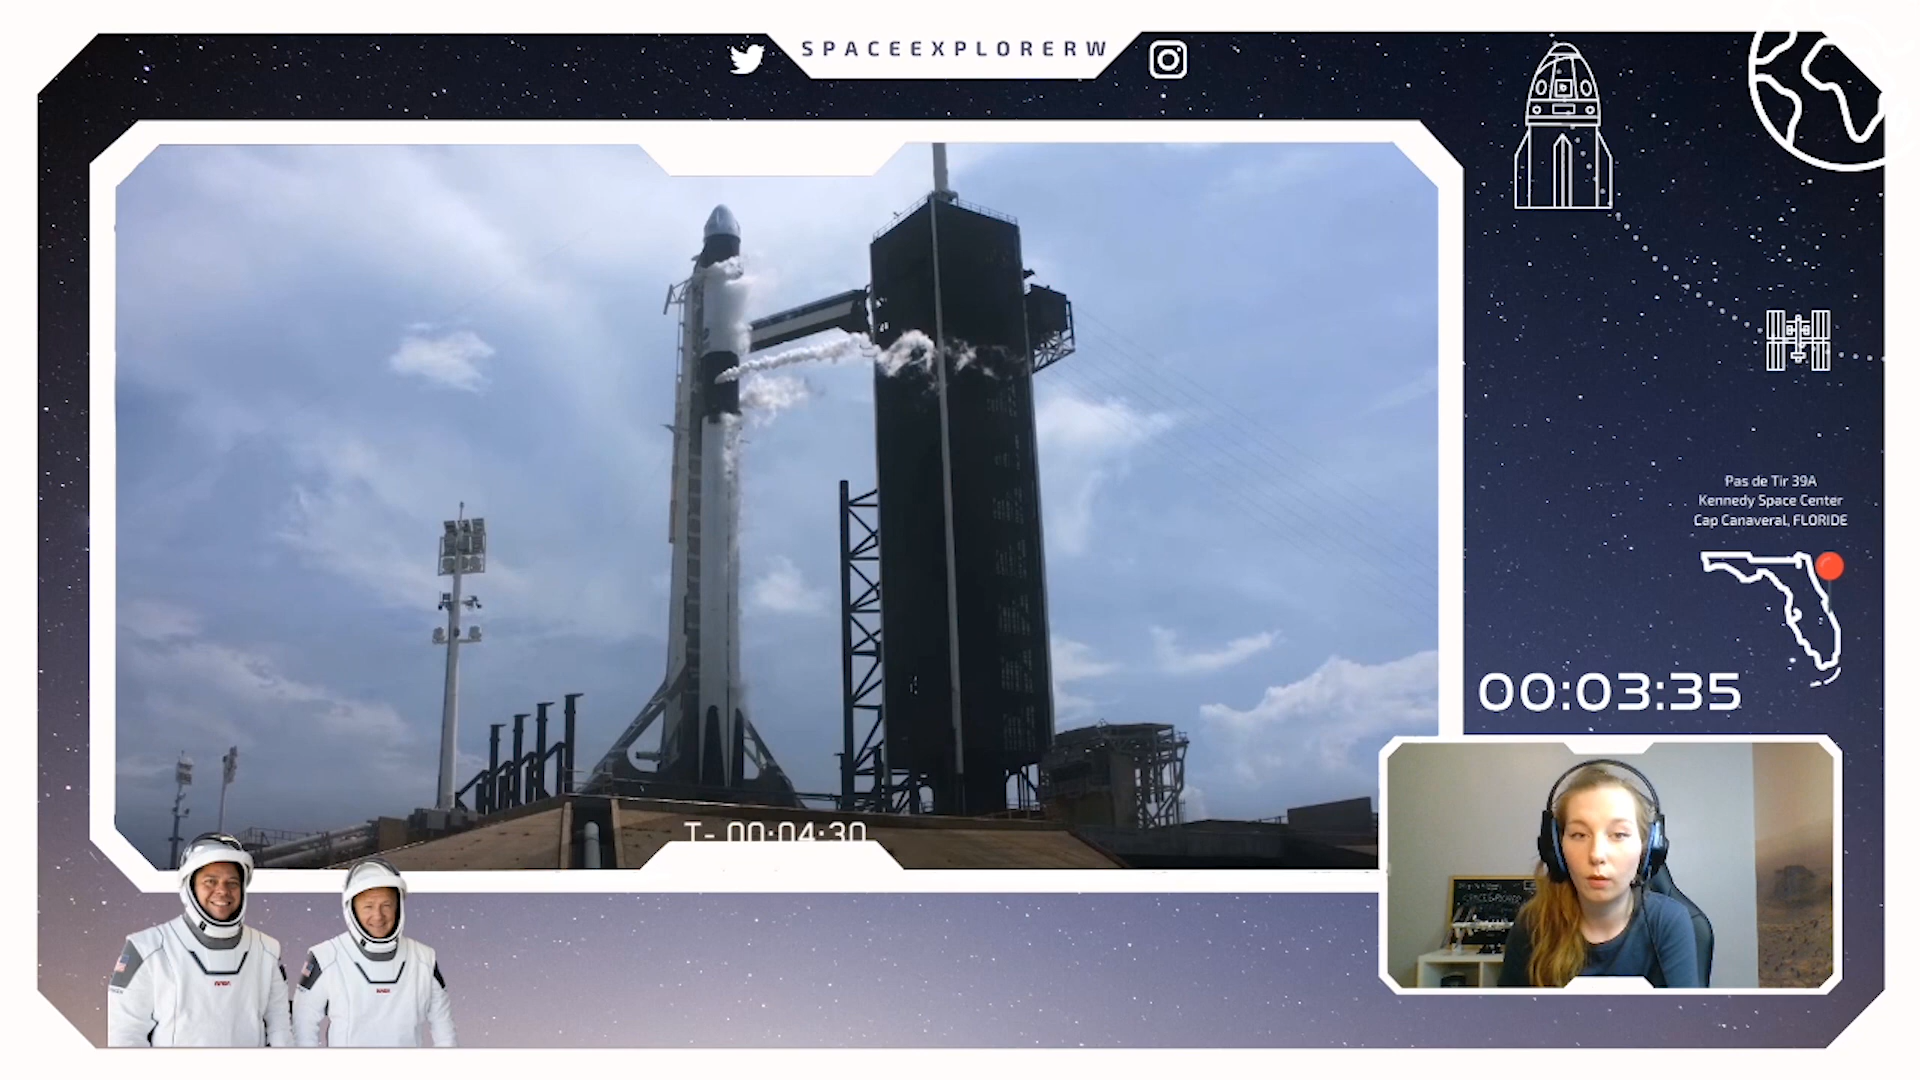 SPACEEXPLORERW
Pas de Tir 39A
Kennedy Space Center
Cap Canaveral, FLORIDE
00:03:35
T- 00:04:30